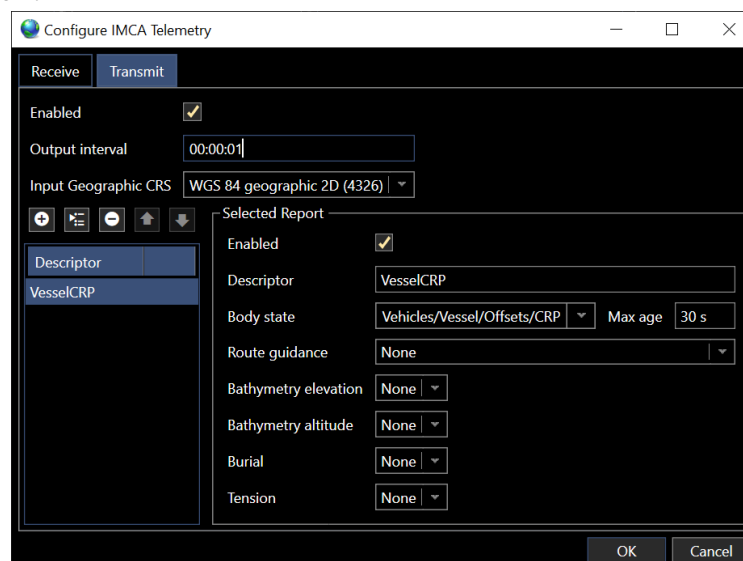 Configure IMCA Telemetry
Receive Transmit
Enabled
Output interval 00:00:01
Input Geographic CRS WGS 84 geographic 2D (4326)
Selected Report
Enabled
Descriptor
Descriptor VesselCRP
VesselCRP
Body state Vehicles/Vessel/Offsets/CRP Max age 30 s
Route guidance None
Bathymetry elevation None
Bathymetry altitude None
Burial None
Tension None
OK Cancel